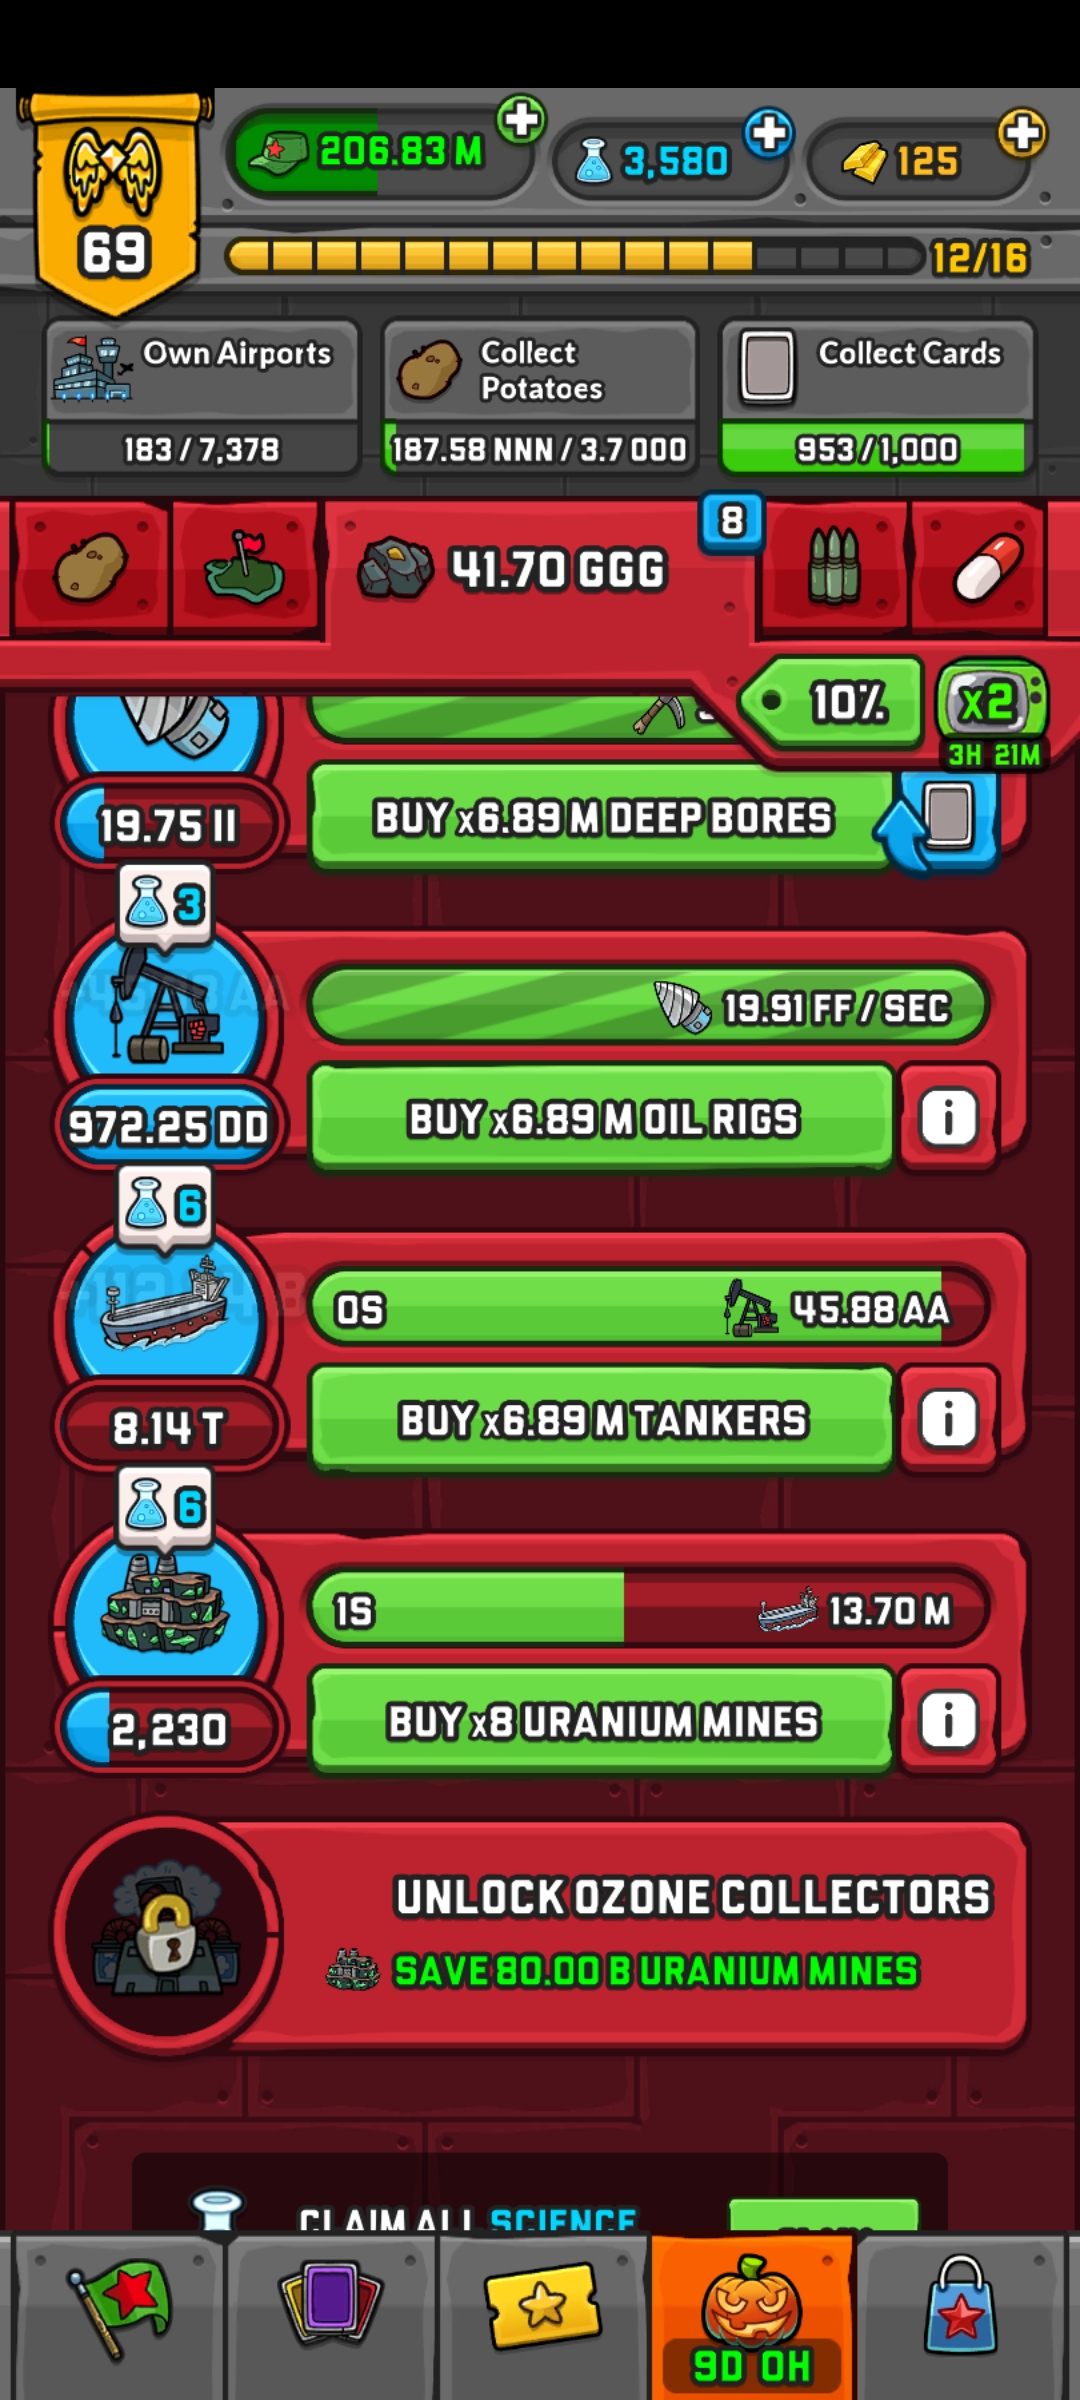 206.83 M
3,580
125
69
12/16
Own Airports
183 / 7,378
Collect
Potatoes
187.58 NNN / 3.7 OOO
Collect Cards
953 / 1,000
41.70 GGG
8
10%
x2
3H 21M
19.75 II
BUY x6.89 M DEEP BORES
3
19.91 FF / SEC
972.25 DD
BUY x6.89 M OIL RIGS
i
6
0S
45.88 AA
8.14 T
BUY x6.89 M TANKERS
i
6
1S
13.70 M
2,230
BUY x8 URANIUM MINES
i
UNLOCK OZONE COLLECTORS
SAVE 80.00 B URANIUM MINES
CLAIM ALL SCIENCE
9D 0H